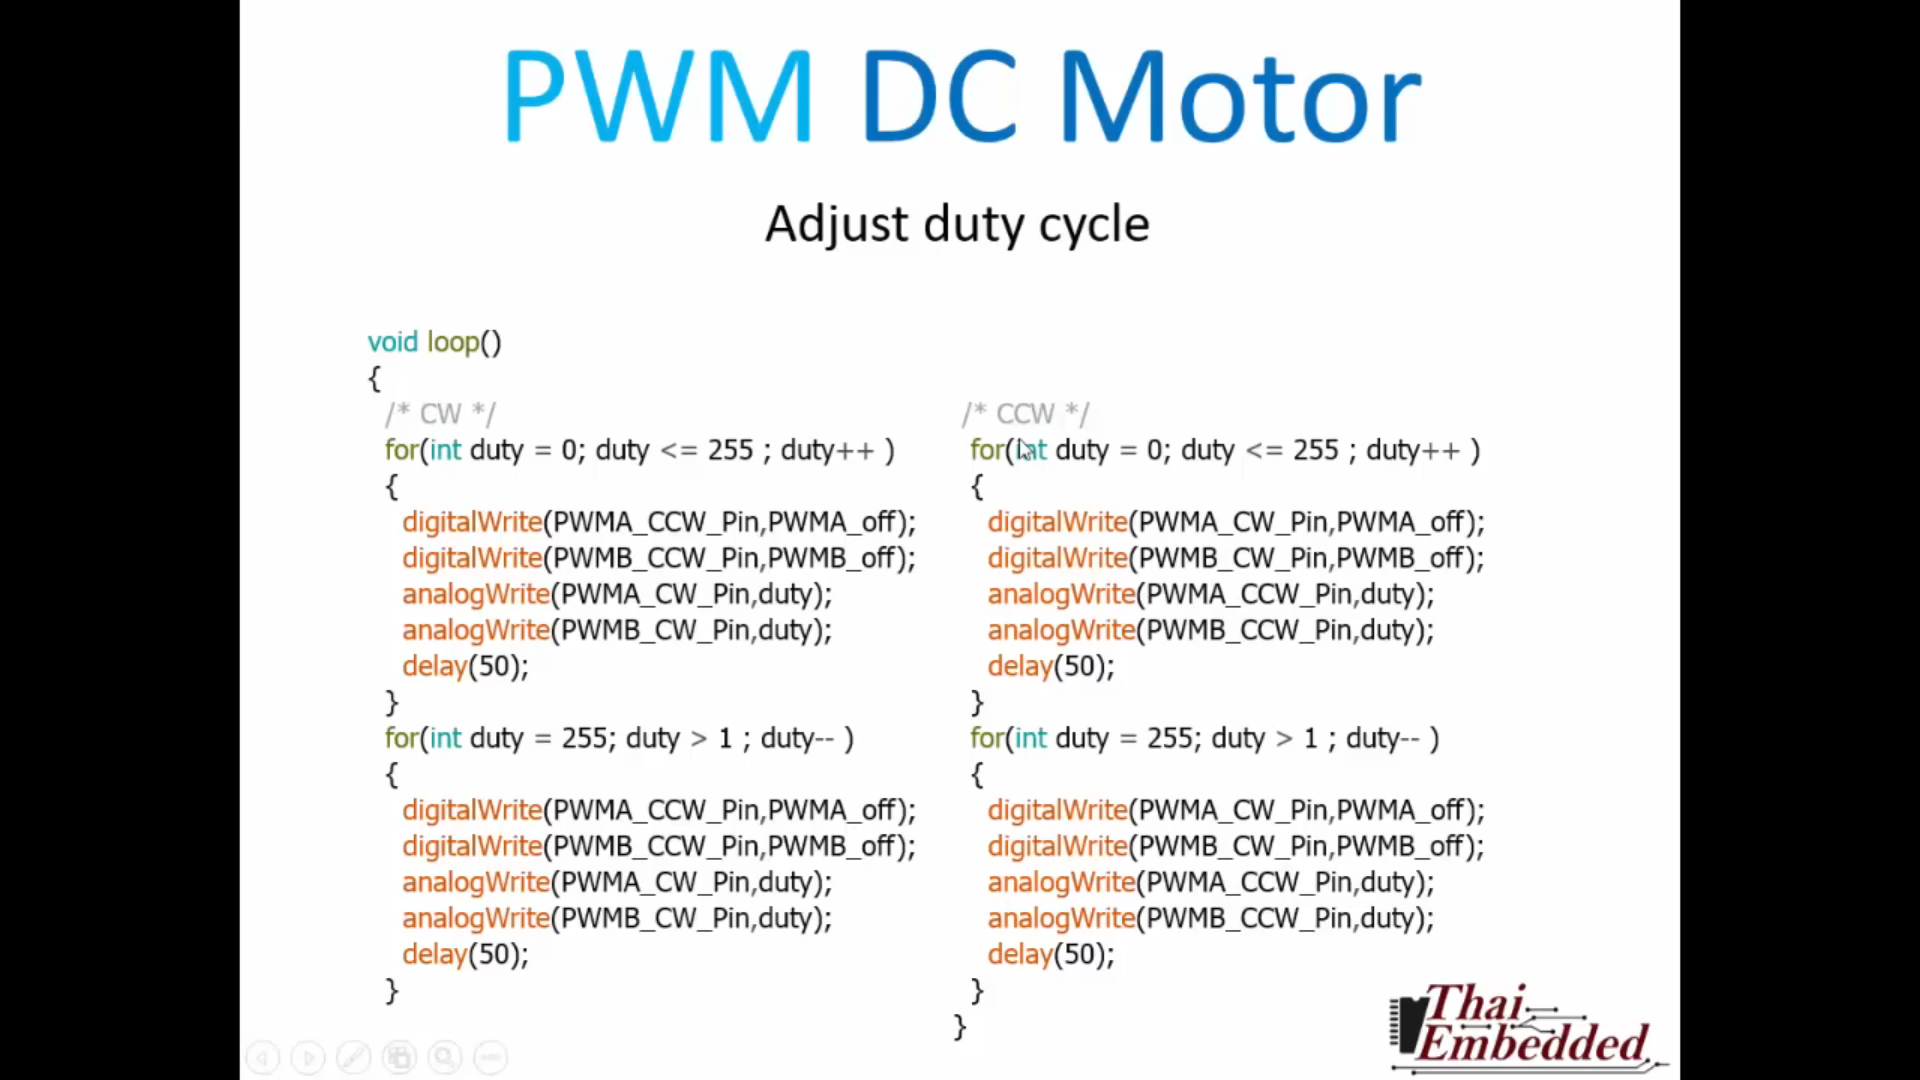 PWM DC Motor
Adjust duty cycle
void loop()
{
/* CW */
for(int duty = 0; duty <= 255 ; duty++ )
{
digitalWrite(PWMA_CCW_Pin,PWMA_off);
digitalWrite(PWMB_CCW_Pin,PWMB_off);
analogWrite(PWMA_CW_Pin,duty);
analogWrite(PWMB_CW_Pin,duty);
delay(50);
}
for(int duty = 255; duty > 1 ; duty-- )
{
digitalWrite(PWMA_CCW_Pin,PWMA_off);
digitalWrite(PWMB_CCW_Pin,PWMB_off);
analogWrite(PWMA_CW_Pin,duty);
analogWrite(PWMB_CW_Pin,duty);
delay(50);
}
/* CCW */
for(int duty = 0; duty <= 255 ; duty++ )
{
digitalWrite(PWMA_CW_Pin,PWMA_off);
digitalWrite(PWMB_CW_Pin,PWMB_off);
analogWrite(PWMA_CCW_Pin,duty);
analogWrite(PWMB_CCW_Pin,duty);
delay(50);
}
for(int duty = 255; duty > 1 ; duty-- )
{
digitalWrite(PWMA_CW_Pin,PWMA_off);
digitalWrite(PWMB_CW_Pin,PWMB_off);
analogWrite(PWMA_CCW_Pin,duty);
analogWrite(PWMB_CCW_Pin,duty);
delay(50);
}
}
Thai
Embedded